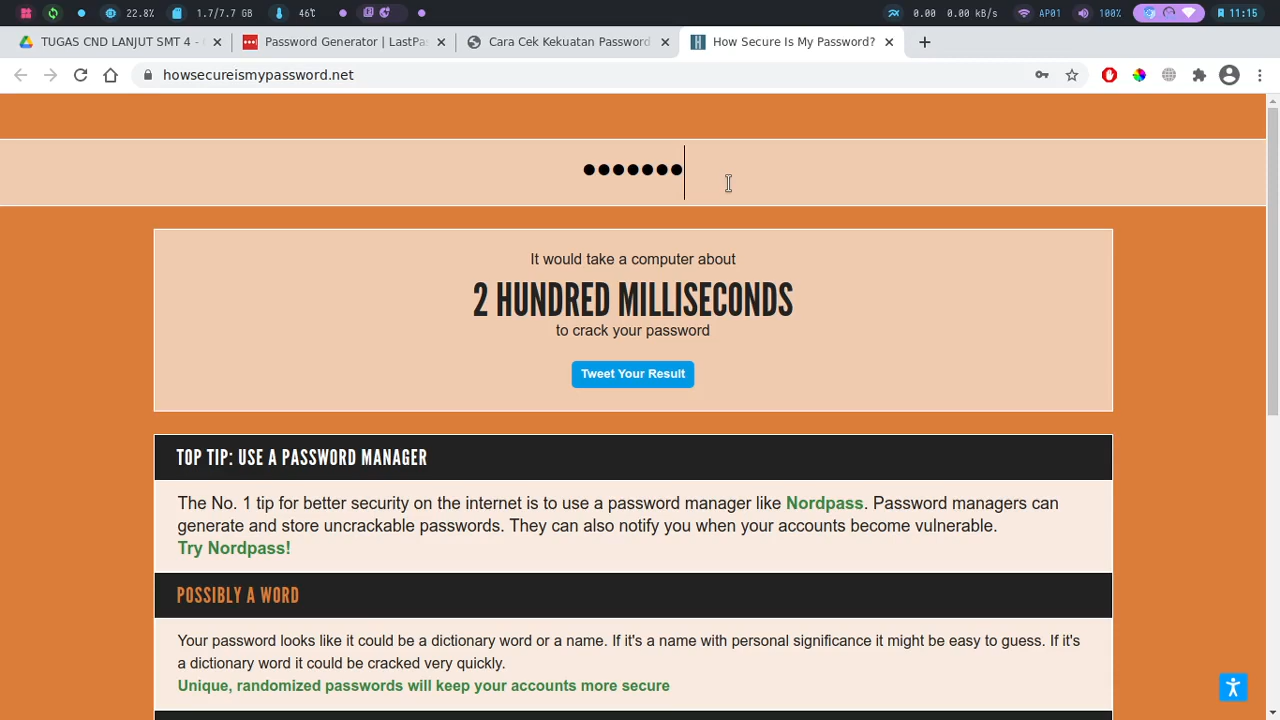 22.8% 1.7/7.7 GB 46℃ 0.00 0.00 kB/s AP01 100% 11:15
TUGAS CND LANJUT SMT 4 - Password Generator | LastPa Cara Cek Kekuatan Password How Secure Is My Password?
howsecureismypassword.net
•••••••
It would take a computer about
2 HUNDRED MILLISECONDS
to crack your password
Tweet Your Result
TOP TIP: USE A PASSWORD MANAGER
The No. 1 tip for better security on the internet is to use a password manager like Nordpass. Password managers can
generate and store uncrackable passwords. They can also notify you when your accounts become vulnerable.
Try Nordpass!
POSSIBLY A WORD
Your password looks like it could be a dictionary word or a name. If it's a name with personal significance it might be easy to guess. If it's
a dictionary word it could be cracked very quickly.
Unique, randomized passwords will keep your accounts more secure